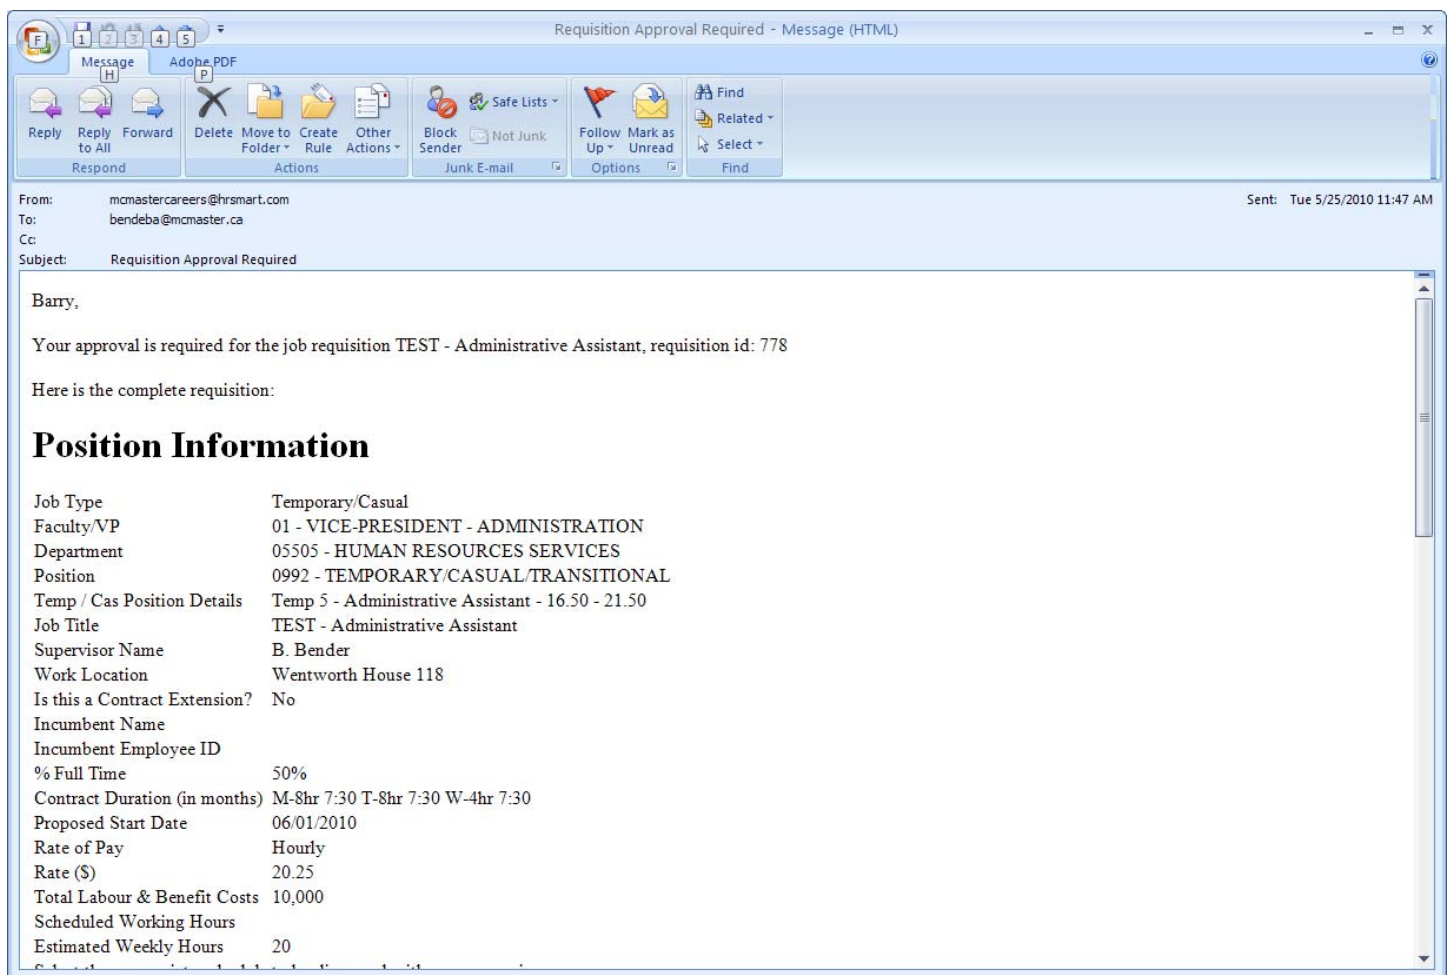 F 1 2 3 4 5 Requisition Approval Required - Message (HTML)
Message Adobe PDF
H P
Reply Reply to All Forward Delete Move to Folder Create Rule Other Actions Block Sender Safe Lists Not Junk Follow Up Mark as Unread Find Related Select
Respond Actions Junk E-mail Options Find
From: mcmastercareers@hrsmart.com Sent: Tue 5/25/2010 11:47 AM
To: bendeba@mcmaster.ca
Cc:
Subject: Requisition Approval Required
Barry,
Your approval is required for the job requisition TEST - Administrative Assistant, requisition id: 778
Here is the complete requisition:
Position Information
Job Type Temporary/Casual
Faculty/VP 01 - VICE-PRESIDENT - ADMINISTRATION
Department 05505 - HUMAN RESOURCES SERVICES
Position 0992 - TEMPORARY/CASUAL/TRANSITIONAL
Temp / Cas Position Details Temp 5 - Administrative Assistant - 16.50 - 21.50
Job Title TEST - Administrative Assistant
Supervisor Name B. Bender
Work Location Wentworth House 118
Is this a Contract Extension? No
Incumbent Name
Incumbent Employee ID
% Full Time 50%
Contract Duration (in months) M-8hr 7:30 T-8hr 7:30 W-4hr 7:30
Proposed Start Date 06/01/2010
Rate of Pay Hourly
Rate ($) 20.25
Total Labour & Benefit Costs 10,000
Scheduled Working Hours
Estimated Weekly Hours 20